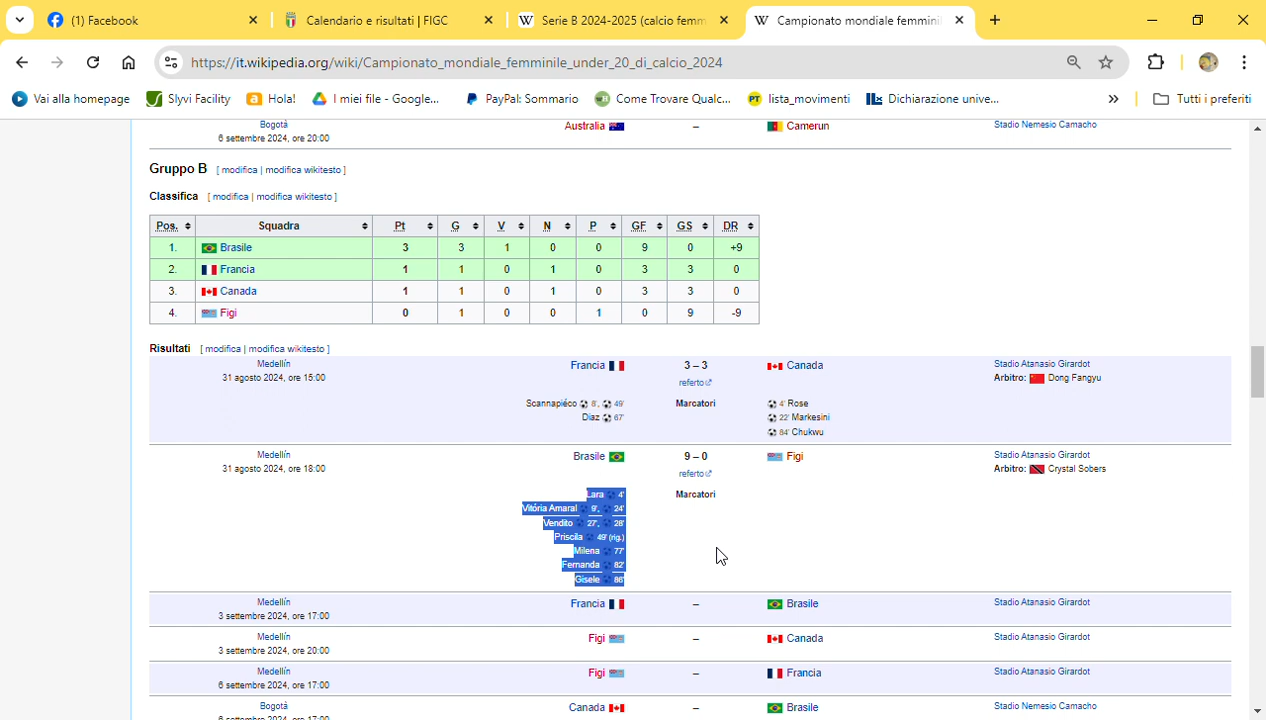 (1) Facebook
Calendario e risultati | FIGC
Serie B 2024-2025 (calcio femm
Campionato mondiale femminil
https://it.wikipedia.org/wiki/Campionato_mondiale_femminile_under_20_di_calcio_2024
Vai alla homepage
Slyvi Facility
Hola!
I miei file - Google...
PayPal: Sommario
Come Trovare Qualc...
lista_movimenti
Dichiarazione unive...
»
Tutti i preferiti
Bogotà Australia – Camerun Stadio Nemesio Camacho
6 settembre 2024, ore 20:00
Gruppo B [ modifica | modifica wikitesto ]
Classifica [ modifica | modifica wikitesto ]
Pos. Squadra Pt G V N P GF GS DR
1. Brasile 3 3 1 0 0 9 0 +9
2. Francia 1 1 0 1 0 3 3 0
3. Canada 1 1 0 1 0 3 3 0
4. Figi 0 1 0 0 1 0 9 -9
Risultati [ modifica | modifica wikitesto ]
Medellín Francia 3 – 3 Canada Stadio Atanasio Girardot
31 agosto 2024, ore 15:00 referto Arbitro: Dong Fangyu
Scannapiéco 8', 49' Marcatori 4' Rose
Diaz 67' 22' Markesini
84' Chukwu
Medellín Brasile 9 – 0 Figi Stadio Atanasio Girardot
31 agosto 2024, ore 18:00 referto Arbitro: Crystal Sobers
Lara 4' Marcatori
Vitória Amaral 9', 24'
Vendito 27', 28'
Priscila 49' (rig.)
Milena 77'
Fernanda 82'
Gisele 86'
Medellín Francia – Brasile Stadio Atanasio Girardot
3 settembre 2024, ore 17:00
Medellín Figi – Canada Stadio Atanasio Girardot
3 settembre 2024, ore 20:00
Medellín Figi – Francia Stadio Atanasio Girardot
6 settembre 2024, ore 17:00
Bogotà Canada – Brasile Stadio Nemesio Camacho
6 settembre 2024, ore 17:00